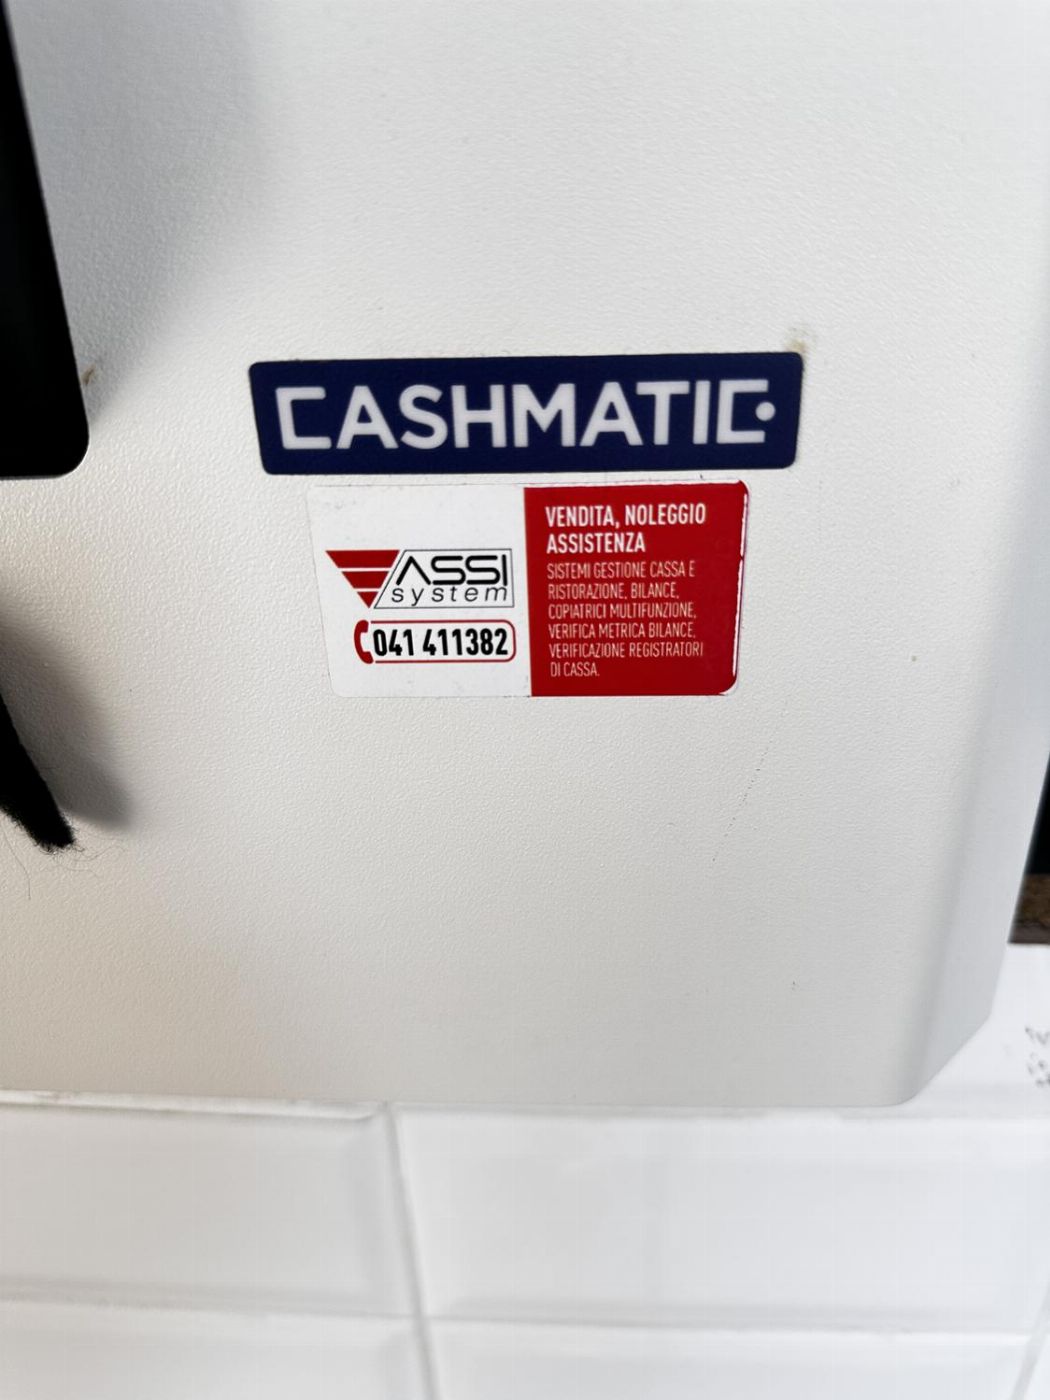 CASHMATIC
ASSI
system
041 411382
VENDITA, NOLEGGIO
ASSISTENZA
SISTEMI GESTIONE CASSA E
RISTORAZIONE, BILANCE,
COPIATRICI MULTIFUNZIONE,
VERIFICA METRICA BILANCE,
VERIFICAZIONE REGISTRATORI
DI CASSA.